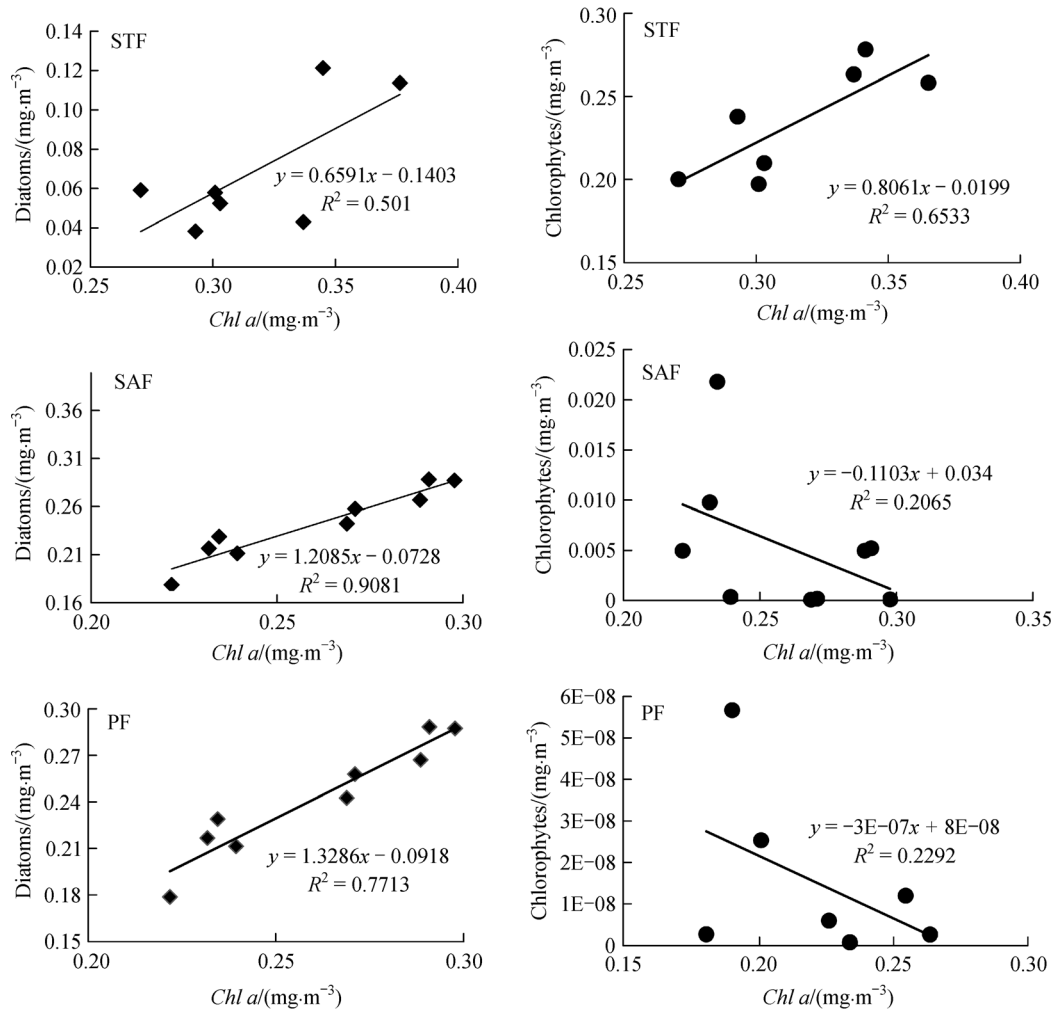 STF
Diatoms/(mg·m−3)
0.14
0.12
0.10
0.08
0.06
0.04
0.02
y = 0.6591x − 0.1403
R2 = 0.501
0.25 0.30 0.35 0.40
Chl a/(mg·m−3)
STF
Chlorophytes/(mg·m−3)
0.30
0.25
0.20
0.15
y = 0.8061x − 0.0199
R2 = 0.6533
0.25 0.30 0.35 0.40
Chl a/(mg·m−3)
SAF
Diatoms/(mg·m−3)
0.36
0.31
0.26
0.21
0.16
y = 1.2085x − 0.0728
R2 = 0.9081
0.20 0.25 0.30
Chl a/(mg·m−3)
SAF
Chlorophytes/(mg·m−3)
0.025
0.020
0.015
0.010
0.005
0
y = −0.1103x + 0.034
R2 = 0.2065
0.20 0.25 0.30 0.35
Chl a/(mg·m−3)
PF
Diatoms/(mg·m−3)
0.30
0.27
0.24
0.21
0.18
0.15
y = 1.3286x − 0.0918
R2 = 0.7713
0.20 0.25 0.30
Chl a/(mg·m−3)
PF
Chlorophytes/(mg·m−3)
6E-08
5E-08
4E-08
3E-08
2E-08
1E-08
0
y = −3E-07x + 8E-08
R2 = 0.2292
0.15 0.20 0.25 0.30
Chl a/(mg·m−3)